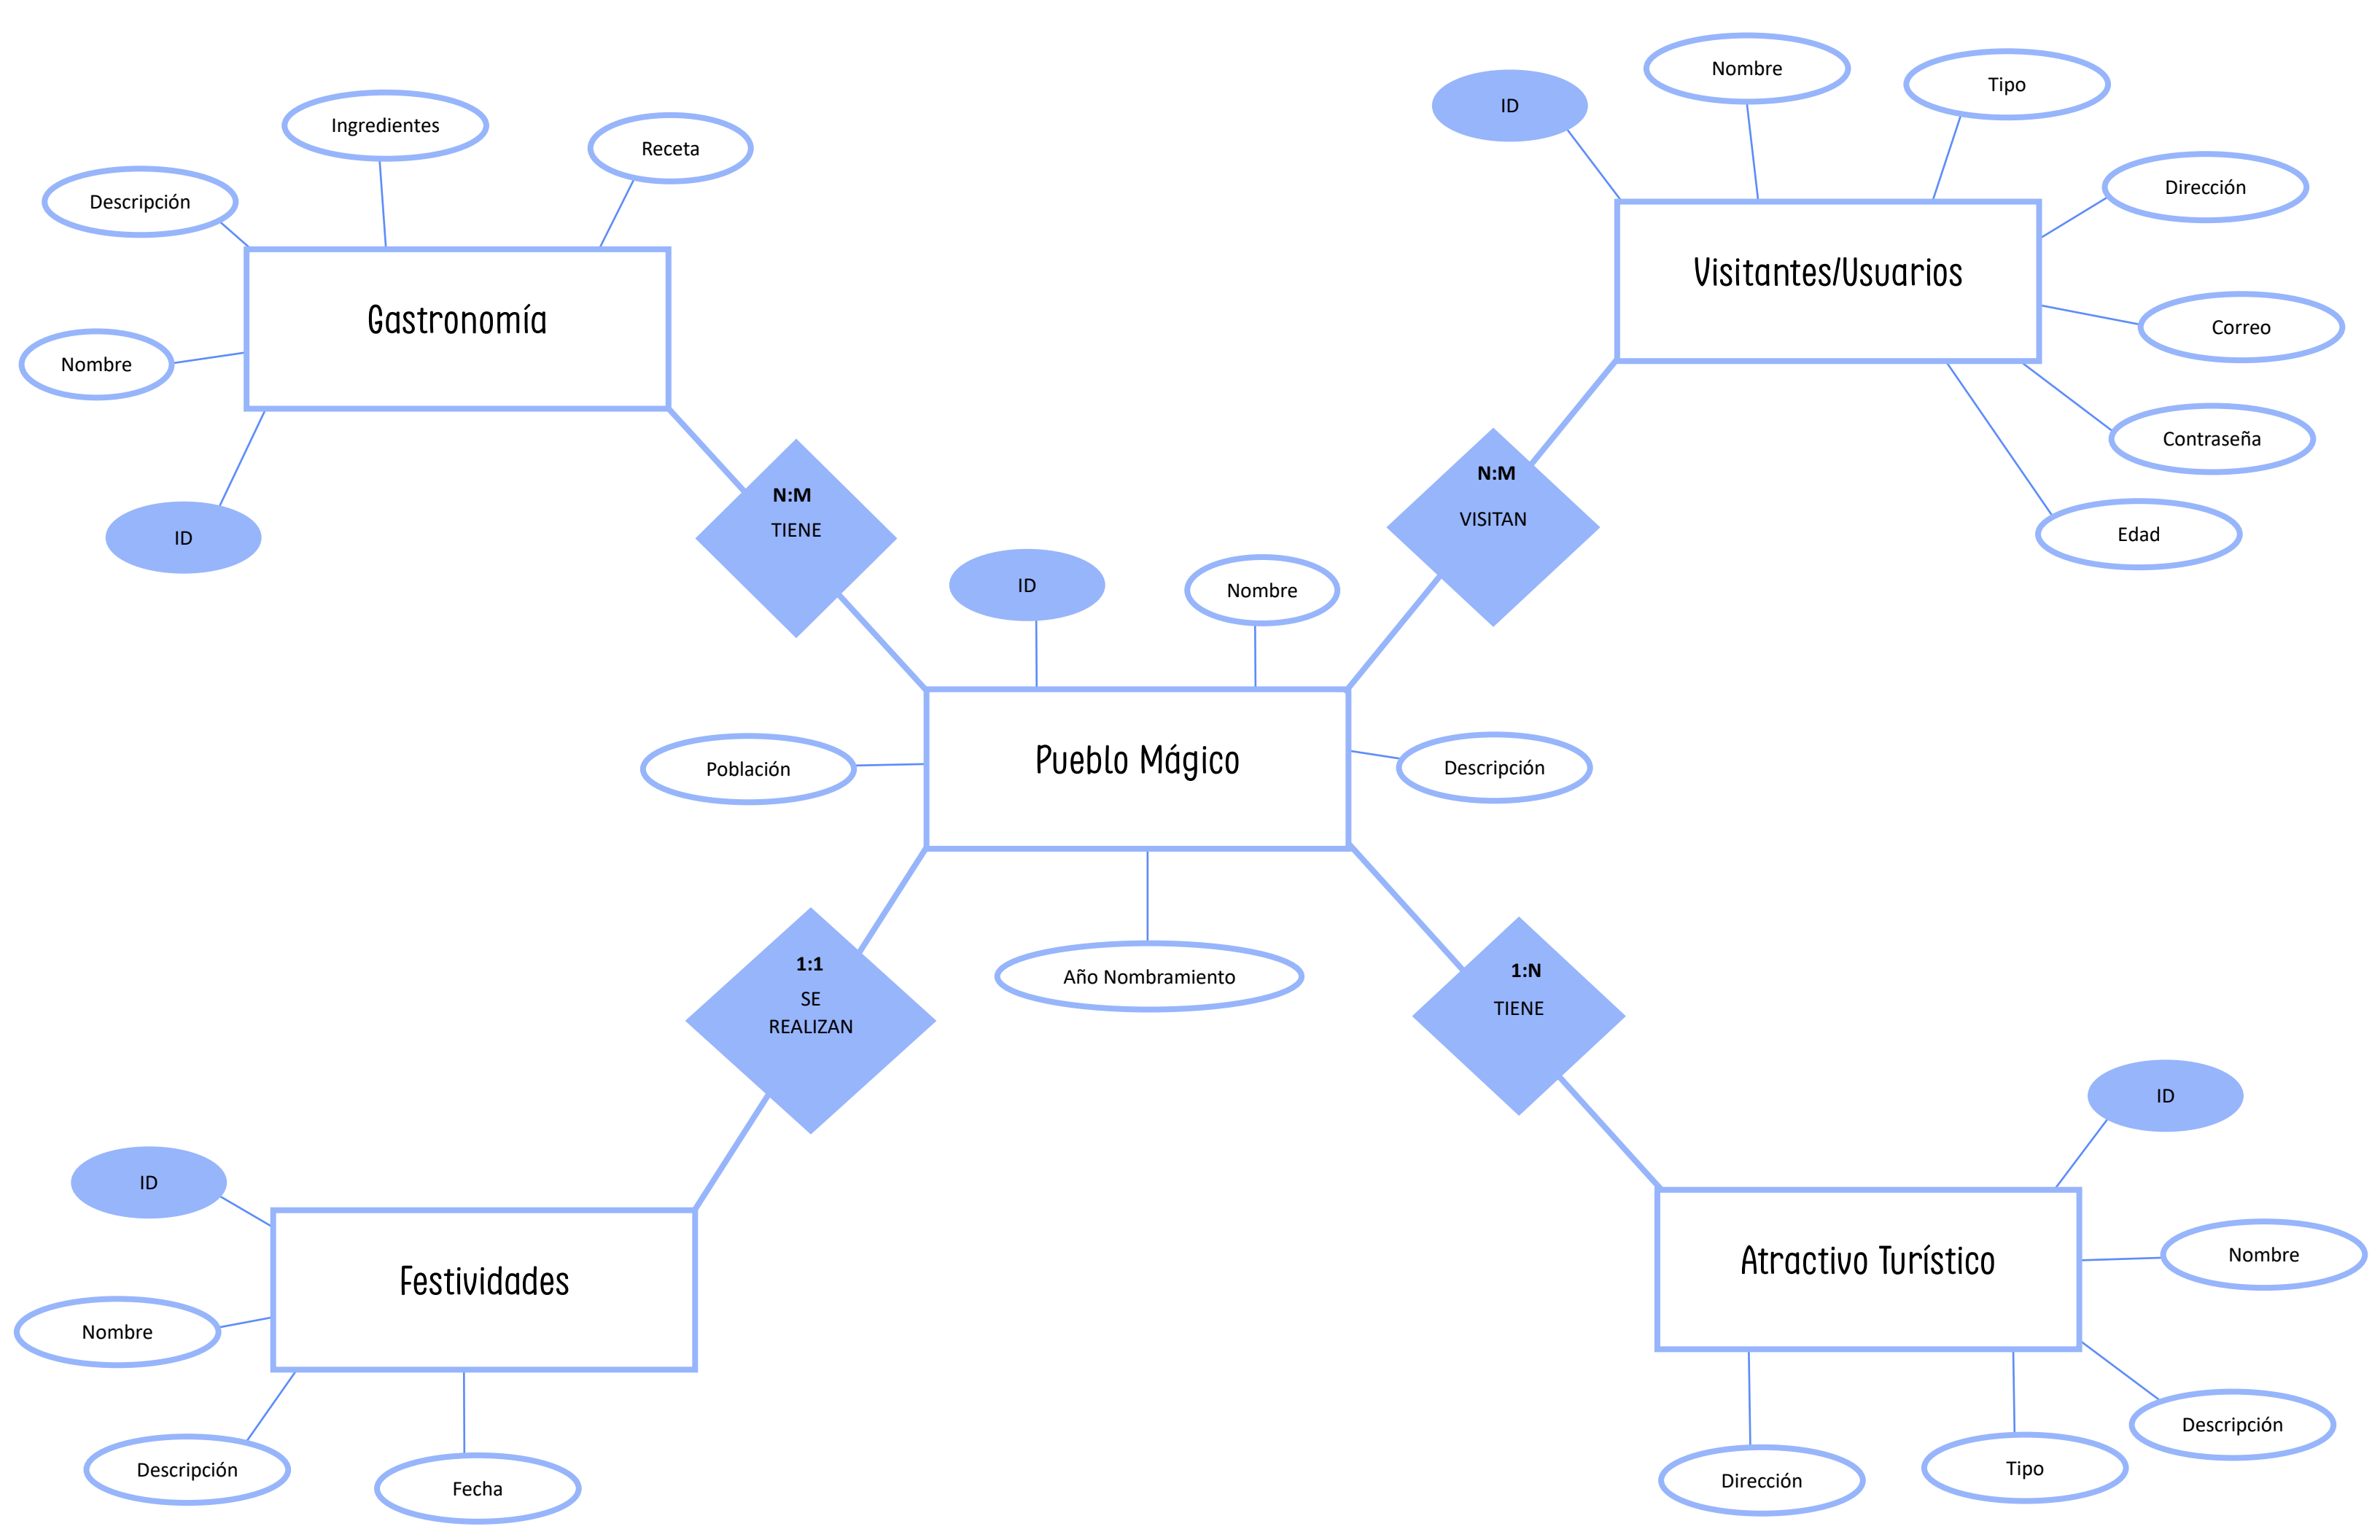 Ingredientes
Receta
Descripción
Gastronomía
Nombre
ID
ID
Nombre
Tipo
Dirección
Visitantes/Usuarios
Correo
Contraseña
Edad
N:M
TIENE
N:M
VISITAN
ID
Nombre
Pueblo Mágico
Población
Descripción
Año Nombramiento
1:1
SE
REALIZAN
1:N
TIENE
ID
Festividades
Nombre
Descripción
Fecha
ID
Atractivo Turístico
Nombre
Descripción
Tipo
Dirección